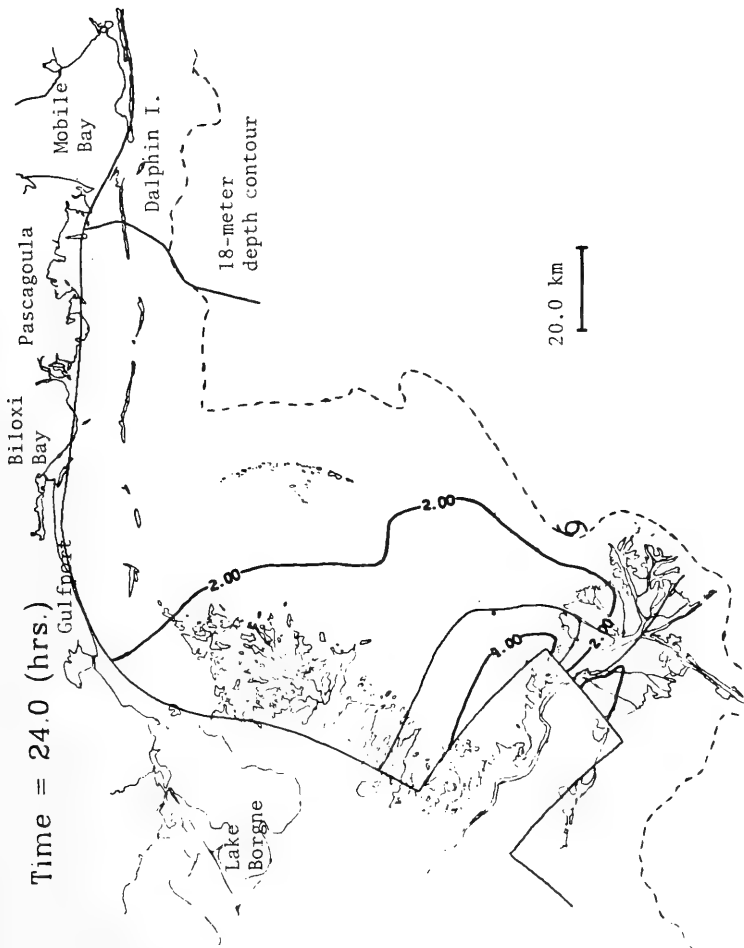 Time = 24.0 (hrs.)
Gulfport
Biloxi
Bay
Pascagoula
Mobile
Bay
Dalphin I.
18-meter
depth contour
20.0 km
Lake
Borgne
2.00
2.00
4.00
2.00